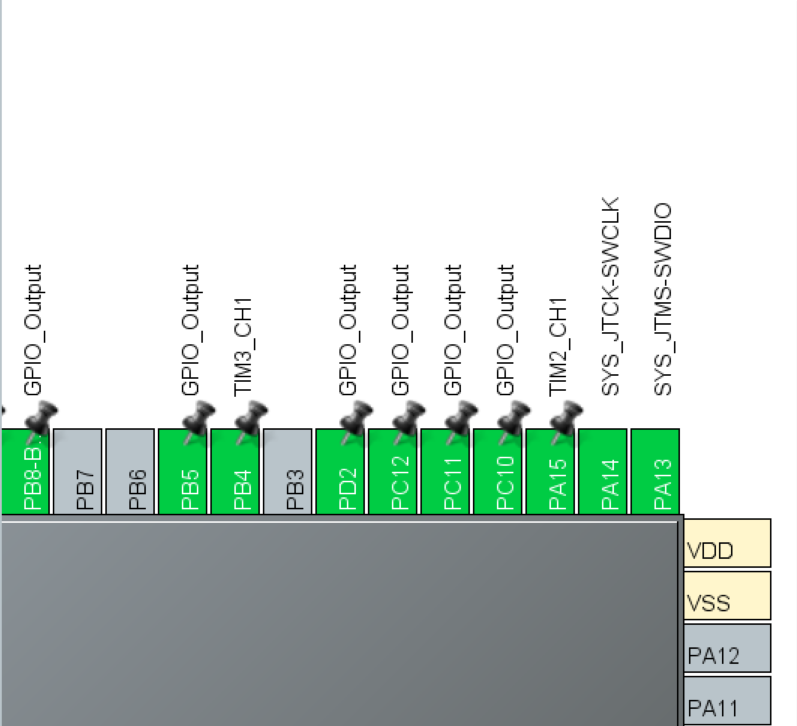 GPIO_Output
GPIO_Output
TIM3_CH1
GPIO_Output
GPIO_Output
GPIO_Output
GPIO_Output
TIM2_CH1
SYS_JTCK-SWCLK
SYS_JTMS-SWDIO
PB8-B..
PB7
PB6
PB5
PB4
PB3
PD2
PC12
PC11
PC10
PA15
PA14
PA13
VDD
VSS
PA12
PA11